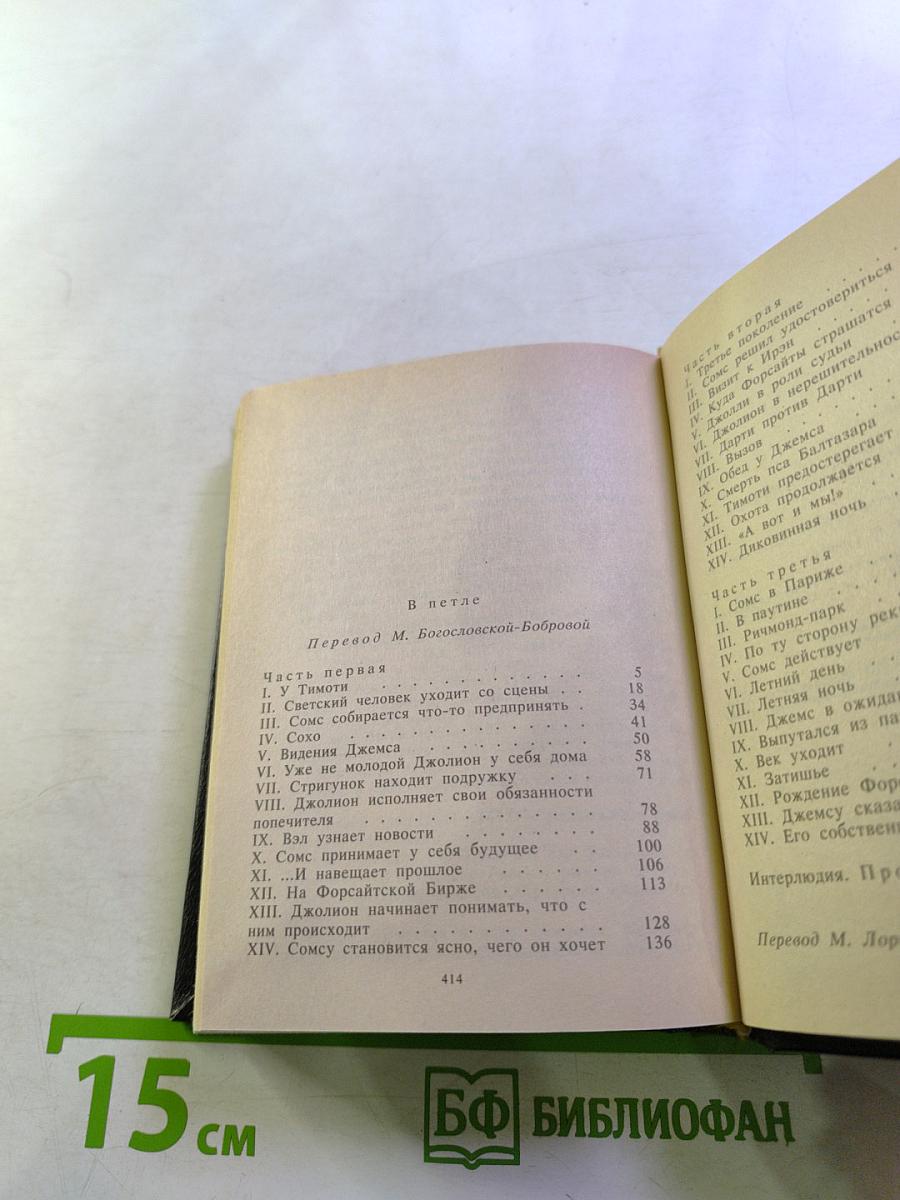 В петле
Перевод М. Богословской-Бобровой
Часть первая
I. У Тимоти . . . . . . . . . . . 5
II. Светский человек уходит со сцены . . 18
III. Сомс собирается что-то предпринять . 34
IV. Сохо . . . . . . . . . . . . . 41
V. Видения Джемса . . . . . . . . . . 50
VI. Уже не молодой Джолион у себя дома 58
VII. Стригунок находит подружку . . . 71
VIII. Джолион исполняет свои обязанности
попечителя . . . . . . . . . . . . 78
IX. Вэл узнает новости . . . . . . . 88
X. Сомс принимает у себя будущее . . 100
XI. ...И навещает прошлое . . . . . . 106
XII. На Форсайтской Бирже . . . . . . 113
XIII. Джолион начинает понимать, что с
ним происходит . . . . . . . . . . . 128
XIV. Сомсу становится ясно, чего он хочет 136
414
Часть вторая
I. Третье поколение . . . .
II. Сомс решил удостовериться
III. Визит к Ирэн . . . . .
IV. Куда Форсайты страшатся
V. Джолли в роли судьи . .
VI. Джолион в нерешительнос
VII. Дарти против Дарти
VIII. Вызов . . . . . . .
IX. Обед у Джемса . . . .
X. Смерть пса Балтазара
XI. Тимоти предостерегает
XII. Охота продолжается . .
XIII. «А вот и мы!» . . .
XIV. Диковинная ночь . .
Часть третья
I. Сомс в Париже . .
II. В паутине . . . .
III. Ричмонд-парк . .
IV. По ту сторону рек
V. Сомс действует
VI. Летний день . .
VII. Летняя ночь . .
VIII. Джемс в ожидан
IX. Выпутался из па
X. Век уходит .
XI. Затишье . .
XII. Рождение Форс
XIII. Джемсу сказа
XIV. Его собствен
Интерлюдия. Пр
Перевод М. Лор
15 см
БФ БИБЛИОФАН